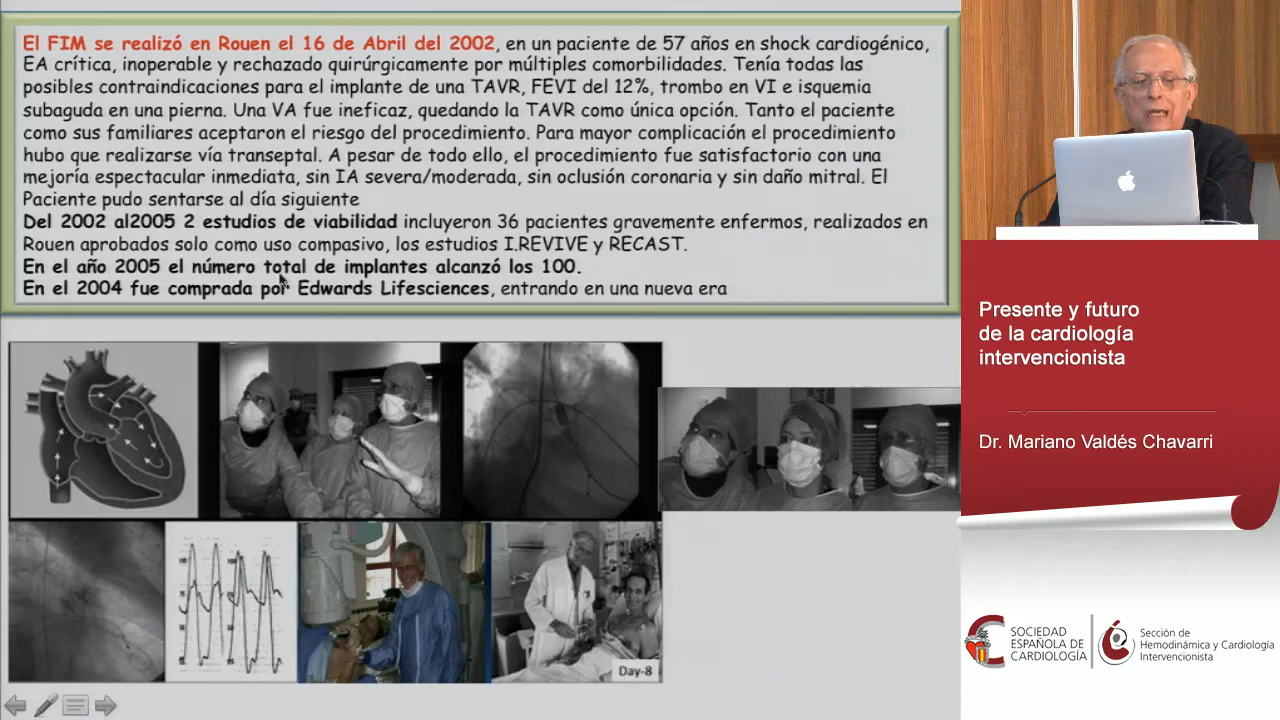 El FIM se realizó en Rouen el 16 de Abril del 2002, en un paciente de 57 años en shock cardiogénico,
EA crítica, inoperable y rechazado quirúrgicamente por múltiples comorbilidades. Tenía todas las
posibles contraindicaciones para el implante de una TAVR, FEVI del 12%, trombo en VI e isquemia
subaguda en una pierna. Una VA fue ineficaz, quedando la TAVR como única opción. Tanto el paciente
como sus familiares aceptaron el riesgo del procedimiento. Para mayor complicación el procedimiento
hubo que realizarse vía transeptal. A pesar de todo ello, el procedimiento fue satisfactorio con una
mejoría espectacular inmediata, sin IA severa/moderada, sin oclusión coronaria y sin daño mitral. El
Paciente pudo sentarse al día siguiente
Del 2002 al2005 2 estudios de viabilidad incluyeron 36 pacientes gravemente enfermos, realizados en
Rouen aprobados solo como uso compasivo, los estudios I.REVIVE y RECAST.
En el año 2005 el número total de implantes alcanzó los 100.
En el 2004 fue comprada por Edwards Lifesciences, entrando en una nueva era
Day-8
Presente y futuro
de la cardiología
intervencionista
Dr. Mariano Valdés Chavarri
SOCIEDAD
ESPAÑOLA DE
CARDIOLOGÍA
Sección de
Hemodinámica y Cardiología
Intervencionista